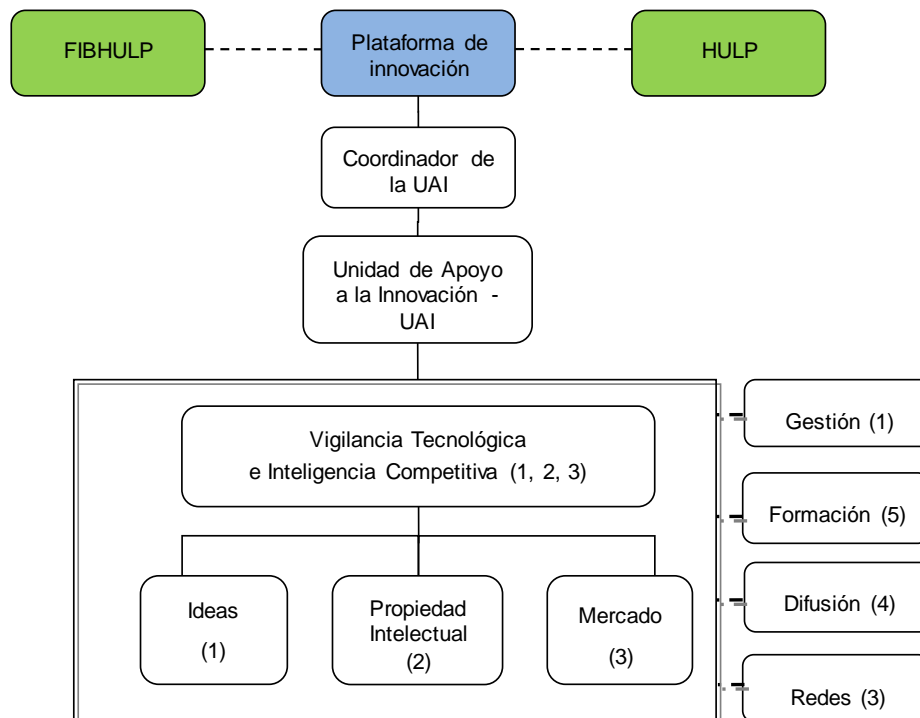 FIBHULP
Plataforma de
innovación
HULP
Coordinador de
la UAI
Unidad de Apoyo
a la Innovación -
UAI
Vigilancia Tecnológica
e Inteligencia Competitiva (1, 2, 3)
Ideas
(1)
Propiedad
Intelectual
(2)
Mercado
(3)
Gestión (1)
Formación (5)
Difusión (4)
Redes (3)